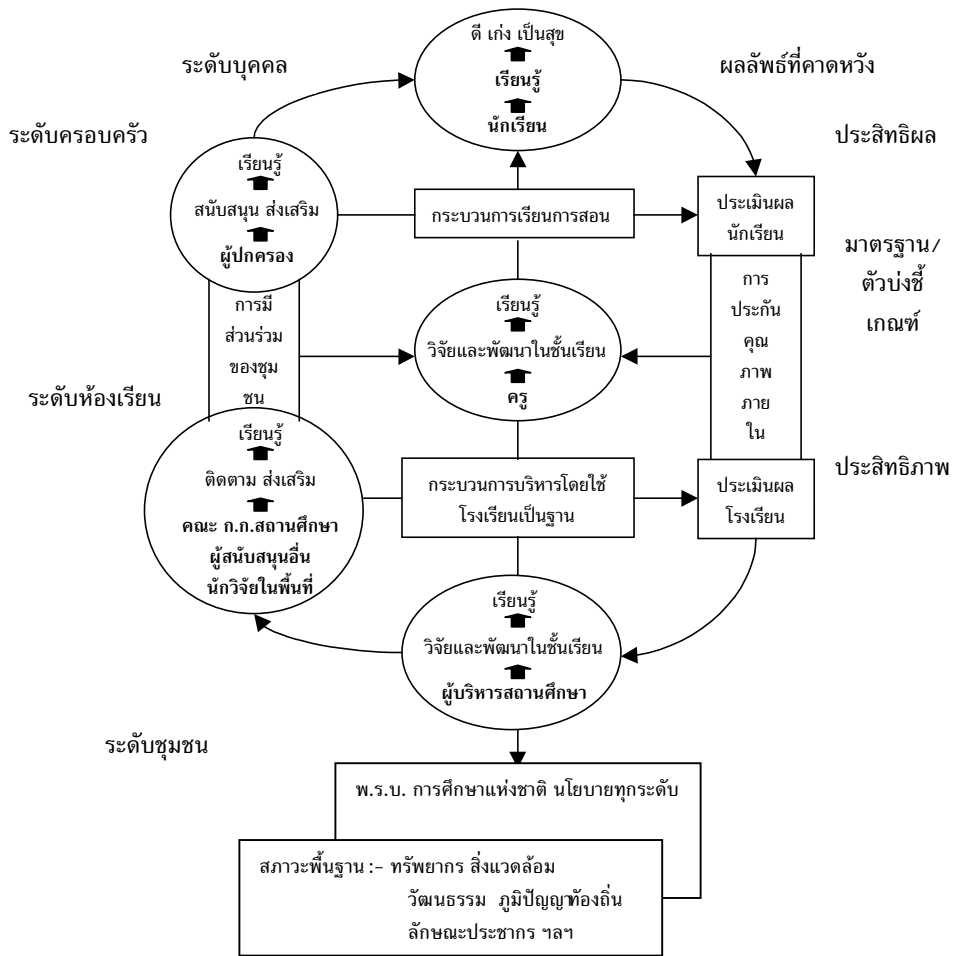 ดี เก่ง เป็นสุข
ระดับบุคคล
เรียนรู้
ผลลัพธ์ที่คาดหวัง
นักเรียน
ระดับครอบครัว
ประสิทธิผล
เรียนรู้
สนับสนุน ส่งเสริม
ผู้ปกครอง
กระบวนการเรียนการสอน
ประเมินผล
นักเรียน
มาตรฐาน/
ตัวบ่งชี้
เกณฑ์
การมี
ส่วนร่วม
ของชุม
ชน
เรียนรู้
วิจัยและพัฒนาในชั้นเรียน
ครู
การ
ประกัน
คุณ
ภาพ
ภาย
ใน
ระดับห้องเรียน
เรียนรู้
ติดตาม ส่งเสริม
คณะ ก.ก.สถานศึกษา
ผู้สนับสนุนอื่น
นักวิจัยในพื้นที่
กระบวนการบริหารโดยใช้
โรงเรียนเป็นฐาน
ประเมินผล
โรงเรียน
ประสิทธิภาพ
เรียนรู้
วิจัยและพัฒนาในชั้นเรียน
ผู้บริหารสถานศึกษา
ระดับชุมชน
พ.ร.บ. การศึกษาแห่งชาติ นโยบายทุกระดับ
สภาวะพื้นฐาน :- ทรัพยากร สิ่งแวดล้อม
วัฒนธรรม ภูมิปัญญาท้องถิ่น
ลักษณะประชากร ฯลฯ